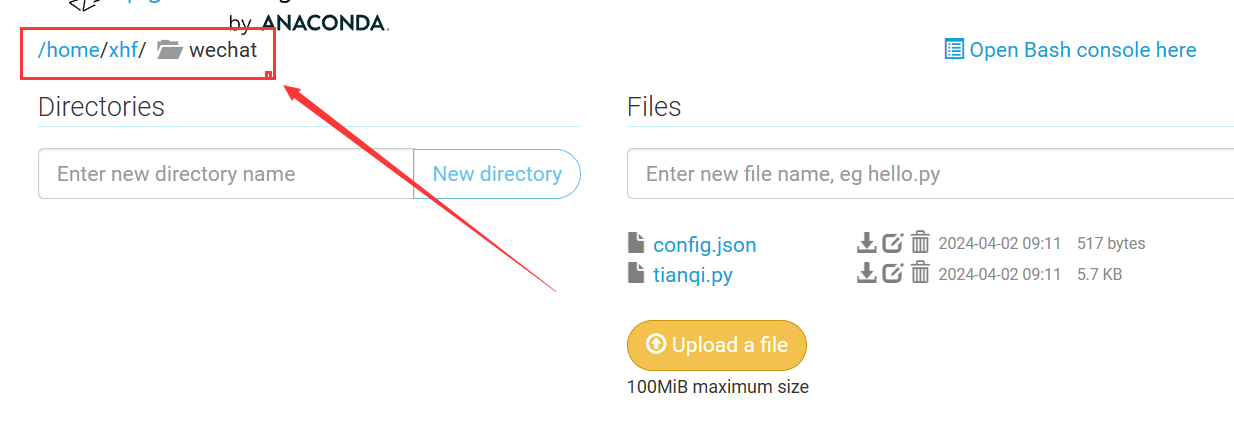 by ANACONDA.
/home/xhf/ wechat
Open Bash console here
Directories
Files
Enter new directory name
New directory
Enter new file name, eg hello.py
config.json 2024-04-02 09:11 517 bytes
tianqi.py 2024-04-02 09:11 5.7 KB
Upload a file
100MiB maximum size